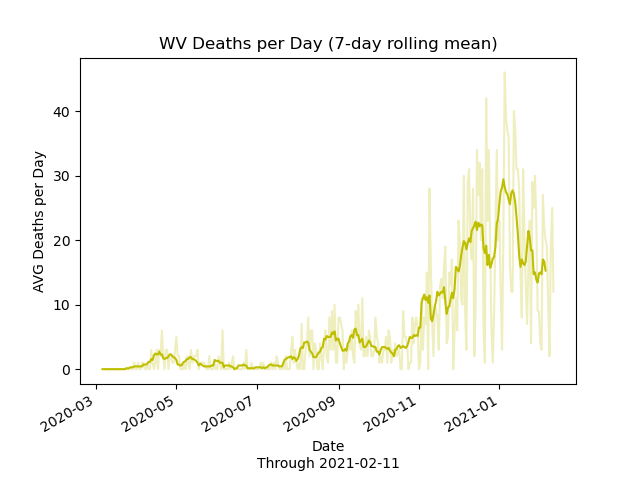 WV Deaths per Day (7-day rolling mean)
AVG Deaths per Day
40
30
20
10
0
2020-03
2020-05
2020-07
2020-09
2020-11
2021-01
Date
Through 2021-02-11